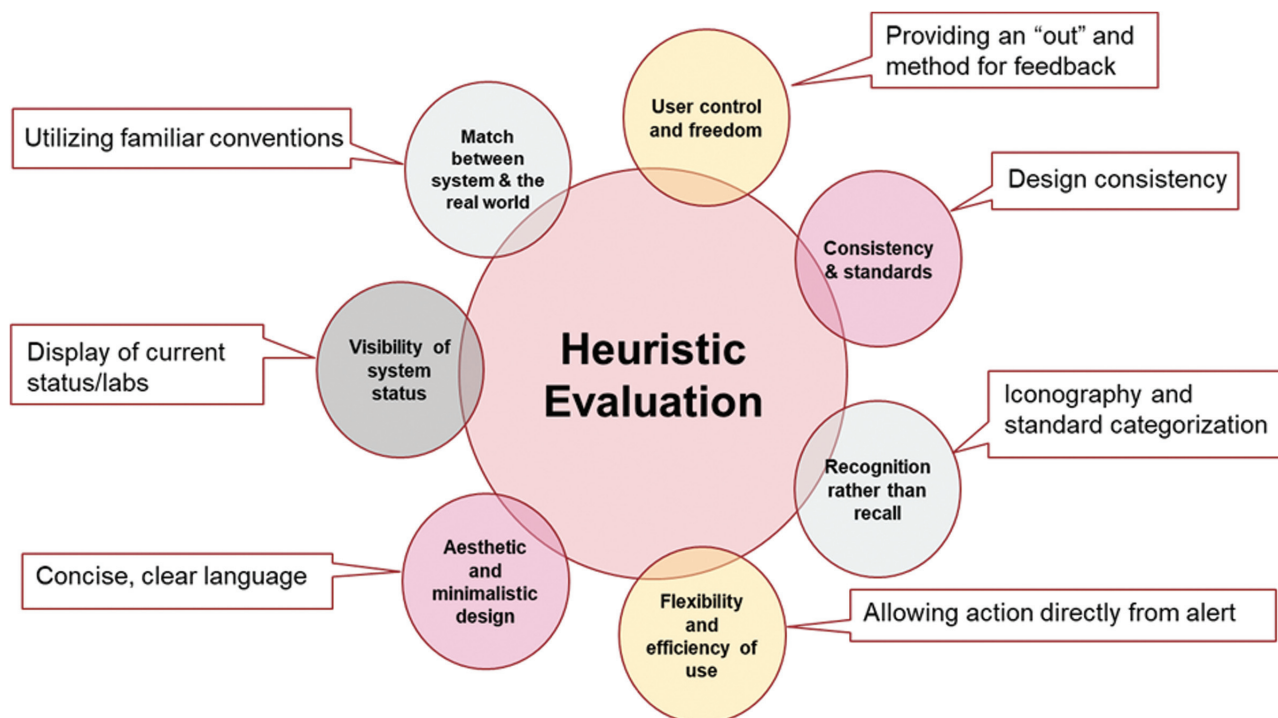 Providing an “out” and
method for feedback
User control
and freedom
Utilizing familiar conventions
Match
between
system & the
real world
Design consistency
Consistency
& standards
Heuristic
Evaluation
Display of current
status/labs
Visibility of
system
status
Iconography and
standard categorization
Recognition
rather than
recall
Concise, clear language
Aesthetic
and
minimalistic
design
Flexibility
and
efficiency of
use
Allowing action directly from alert